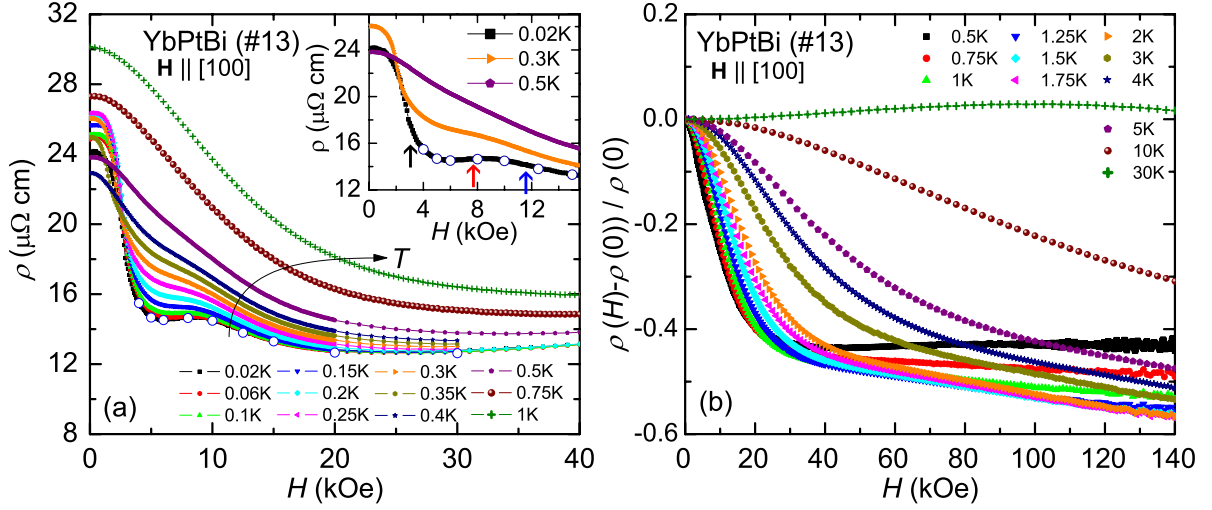 YbPtBi (#13)
H || [100]
ρ (μΩ cm)
32
28
24
20
16
12
8
0
10
20
30
40
H (kOe)
T
(a)
0.02K
0.06K
0.1K
0.15K
0.2K
0.25K
0.3K
0.35K
0.4K
0.5K
0.75K
1K
ρ (μΩ cm)
24
20
16
12
0
4
8
12
H (kOe)
0.02K
0.3K
0.5K
YbPtBi (#13)
H || [100]
ρ(H)-ρ(0)) / ρ(0)
0.2
0.0
-0.2
-0.4
-0.6
0
20
40
60
80
100
120
140
H (kOe)
(b)
0.5K
0.75K
1K
1.25K
1.5K
1.75K
2K
3K
4K
5K
10K
30K